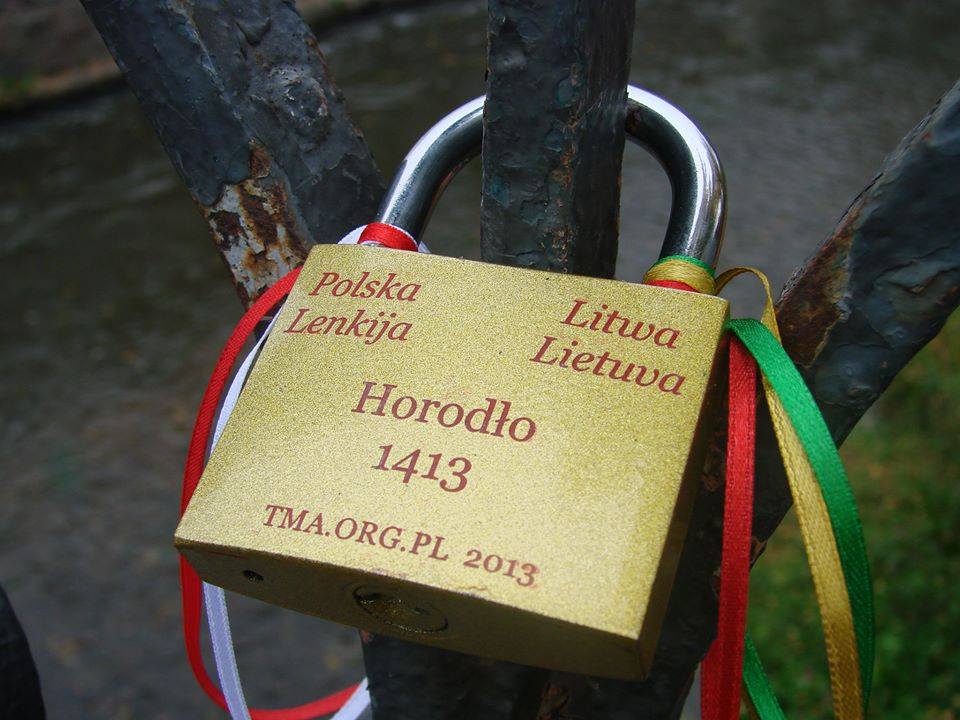 Polska
Lenkija
Litwa
Lietuva
Horodło
1413
TMA.ORG.PL 2013